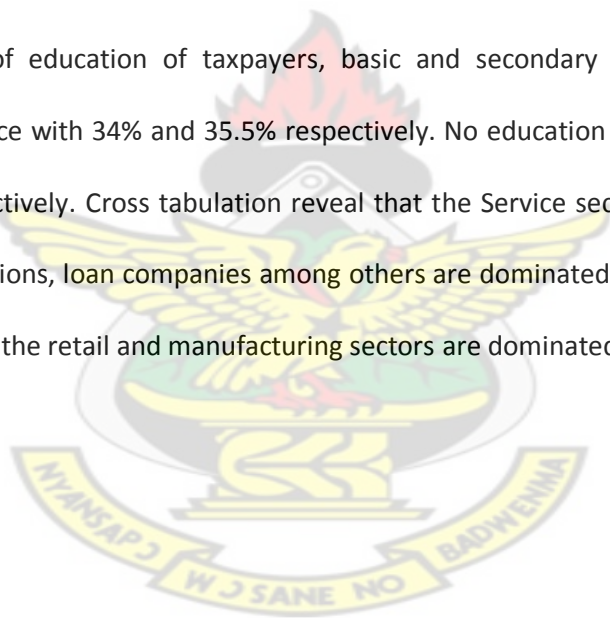 of education of taxpayers, basic and secondary
ce with 34% and 35.5% respectively. No education
ctively. Cross tabulation reveal that the Service sec
ions, loan companies among others are dominated
the retail and manufacturing sectors are dominated
NYANSAPƆ WƆSANE NO BADWENMA